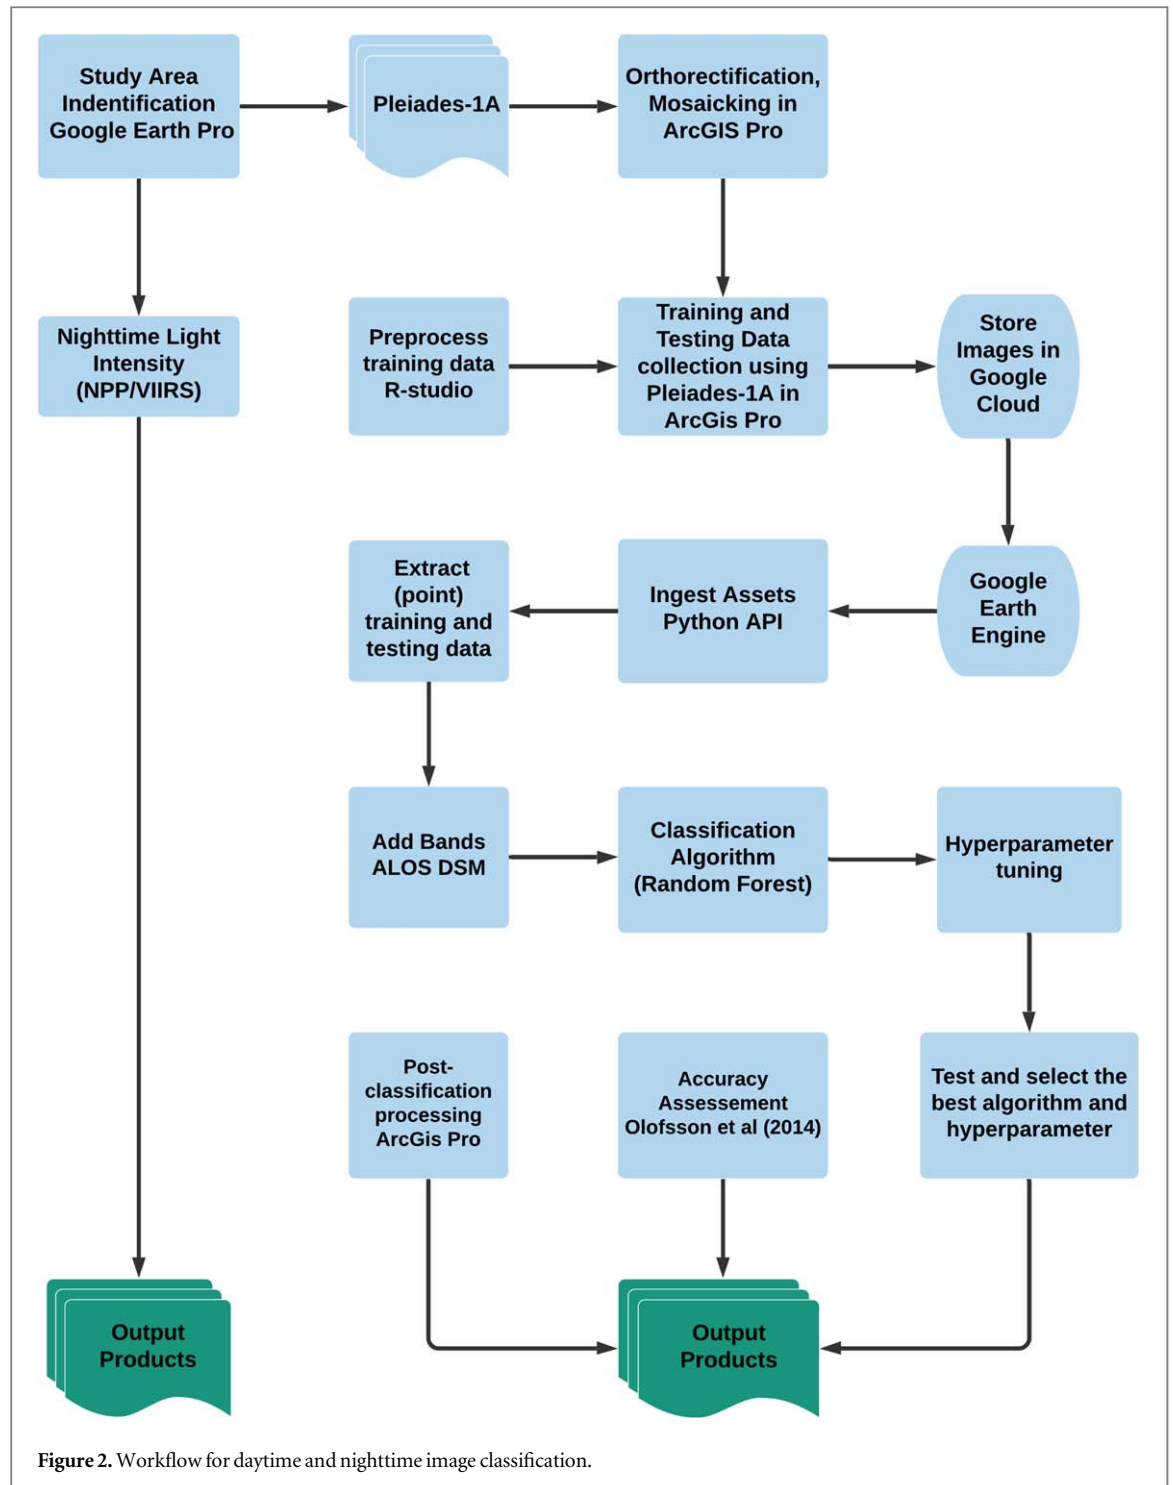 Study Area
Indentification
Google Earth Pro
Pleiades-1A
Orthorectification,
Mosaicking in
ArcGIS Pro
Nighttime Light
Intensity
(NPP/VIIRS)
Preprocess
training data
R-studio
Training and
Testing Data
collection using
Pleiades-1A in
ArcGis Pro
Store
Images in
Google
Cloud
Extract
(point)
training and
testing data
Ingest Assets
Python API
Google
Earth
Engine
Add Bands
ALOS DSM
Classification
Algorithm
(Random Forest)
Hyperparameter
tuning
Post-
classification
processing
ArcGis Pro
Accuracy
Assessement
Olofsson et al (2014)
Test and select the
best algorithm and
hyperparameter
Output
Products
Output
Products
Figure 2. Workflow for daytime and nighttime image classification.